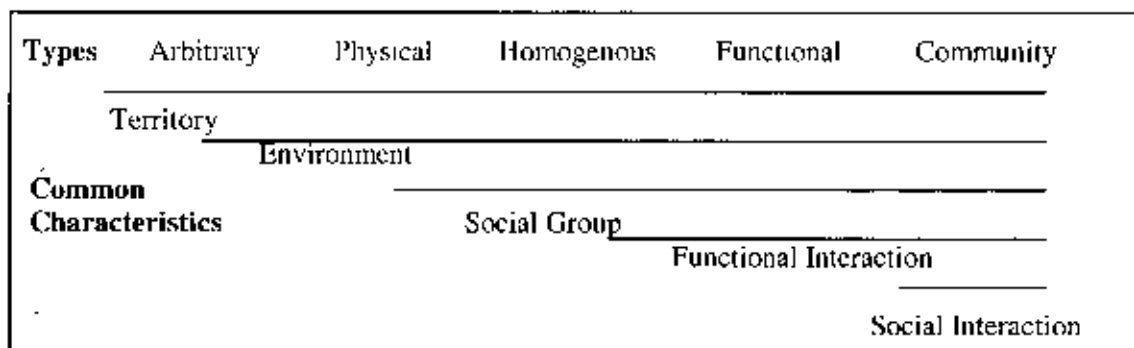 Types Arbitrary Physical Homogenous Functional Community
Territory
Environment
Common
Characteristics Social Group
Functional Interaction
Social Interaction